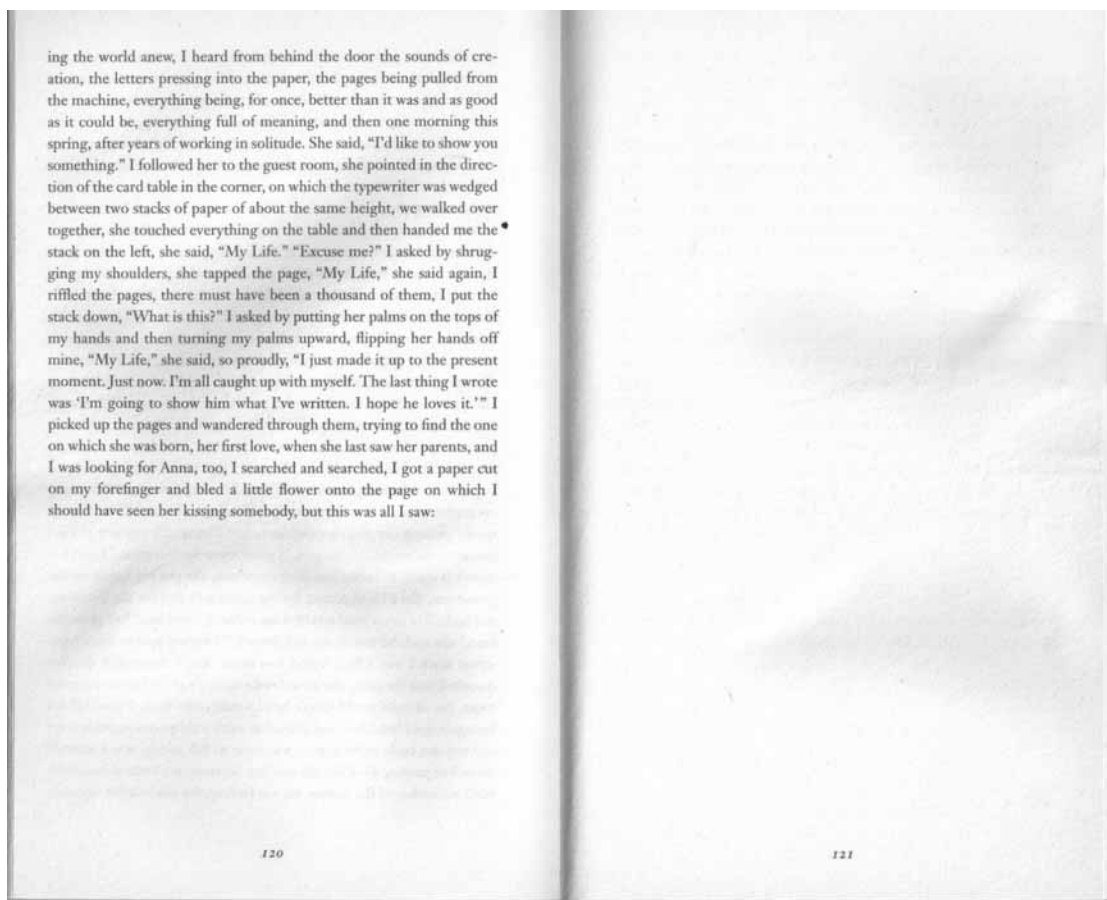 ing the world anew, I heard from behind the door the sounds of cre-
ation, the letters pressing into the paper, the pages being pulled from
the machine, everything being, for once, better than it was and as good
as it could be, everything full of meaning, and then one morning this
spring, after years of working in solitude. She said, “I’d like to show you
something.” I followed her to the guest room, she pointed in the direc-
tion of the card table in the corner, on which the typewriter was wedged
between two stacks of paper of about the same height, we walked over
together, she touched everything on the table and then handed me the
stack on the left, she said, “My Life.” “Excuse me?” I asked by shrug-
ging my shoulders, she tapped the page, “My Life,” she said again, I
riffled the pages, there must have been a thousand of them, I put the
stack down, “What is this?” I asked by putting her palms on the tops of
my hands and then turning my palms upward, flipping her hands off
mine, “My Life,” she said, so proudly, “I just made it up to the present
moment. Just now. I’m all caught up with myself. The last thing I wrote
was ‘I’m going to show him what I’ve written. I hope he loves it.’” I
picked up the pages and wandered through them, trying to find the one
on which she was born, her first love, when she last saw her parents, and
I was looking for Anna, too, I searched and searched, I got a paper cut
on my forefinger and bled a little flower onto the page on which I
should have seen her kissing somebody, but this was all I saw:
120
121